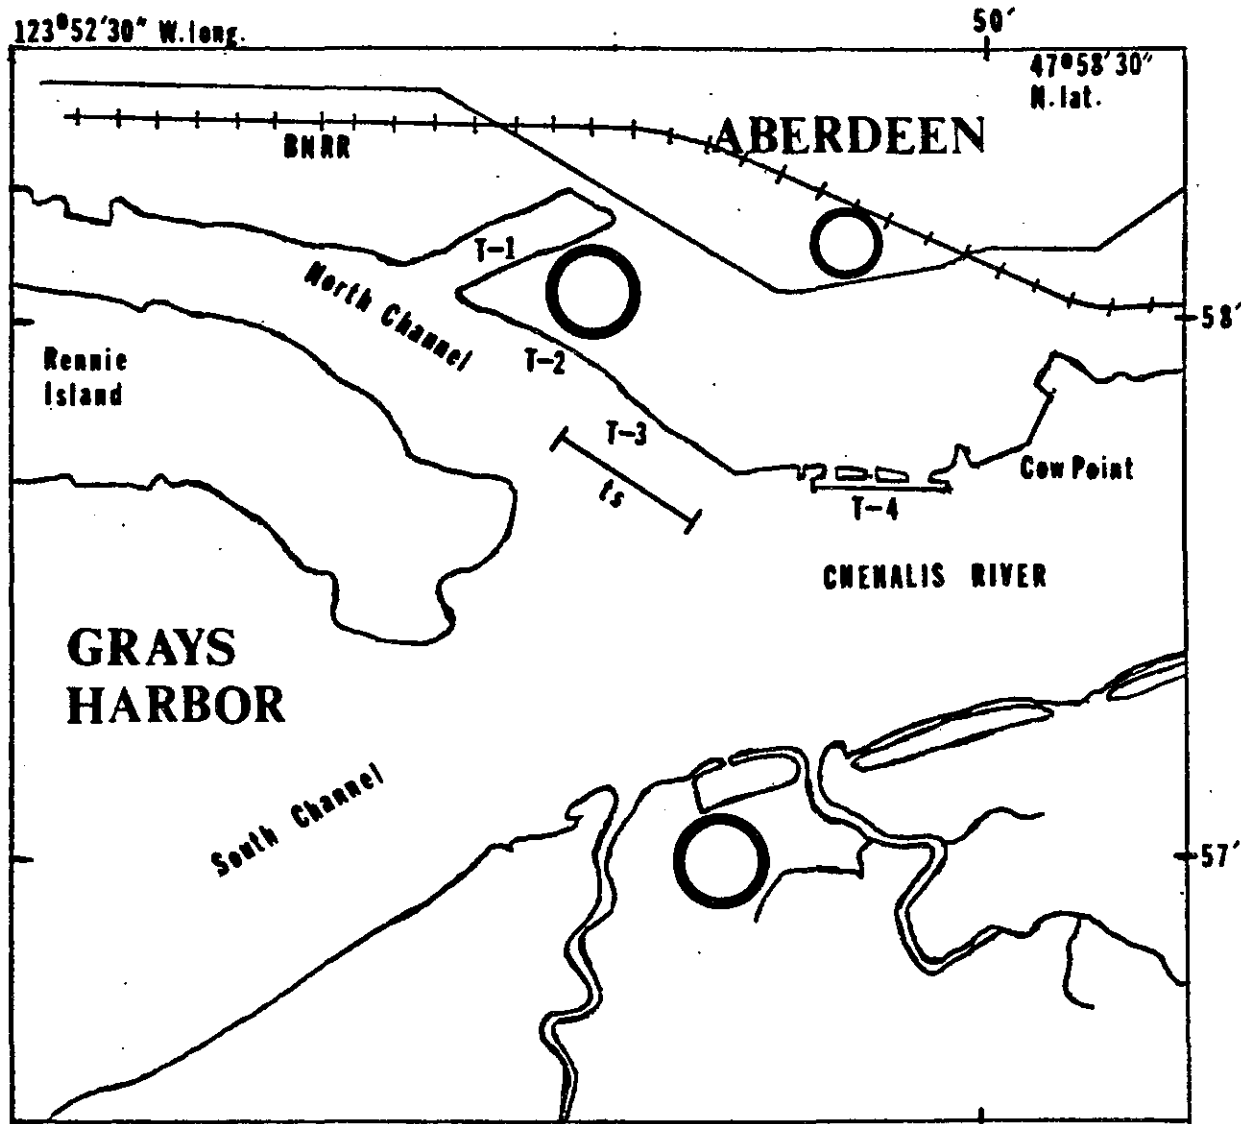 123°52'30" W.long.
50'
47°58'30"
N.lat.
ABERDEEN
BNRR
T-1
North Channel
58'
T-2
Rennie
Island
T-3
Cow Point
ts
T-4
CHEHALIS RIVER
GRAYS
HARBOR
South Channel
57'